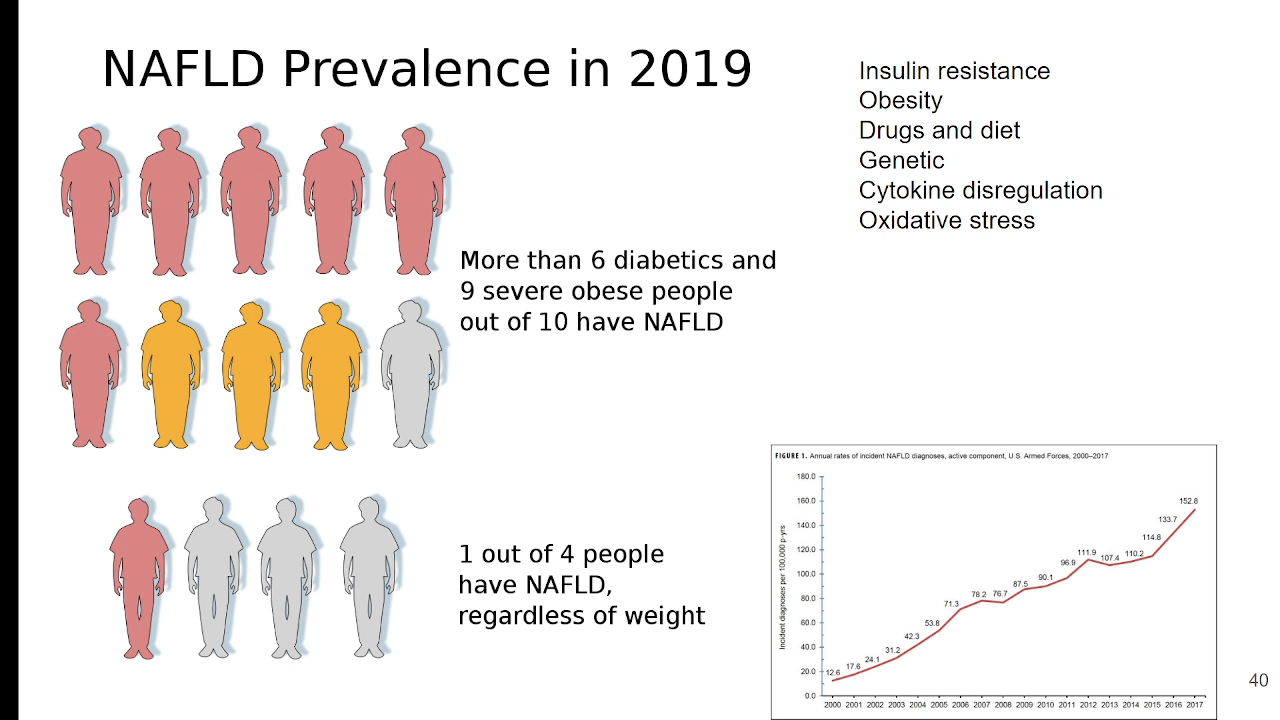 NAFLD Prevalence in 2019
Insulin resistance
Obesity
Drugs and diet
Genetic
Cytokine disregulation
Oxidative stress
More than 6 diabetics and
9 severe obese people
out of 10 have NAFLD
1 out of 4 people
have NAFLD,
regardless of weight
FIGURE 1. Annual rates of incident NAFLD diagnoses, active component, U.S. Armed Forces, 2000–2017
Incident diagnoses per 100,000 p-yrs
180.0
160.0
140.0
120.0
100.0
80.0
60.0
40.0
20.0
0.0
12.6
17.6
24.1
31.2
42.3
53.8
71.3
78.2
76.7
87.5
90.1
96.9
111.9
107.4
110.2
114.8
133.7
152.8
2000 2001 2002 2003 2004 2005 2006 2007 2008 2009 2010 2011 2012 2013 2014 2015 2016 2017
40